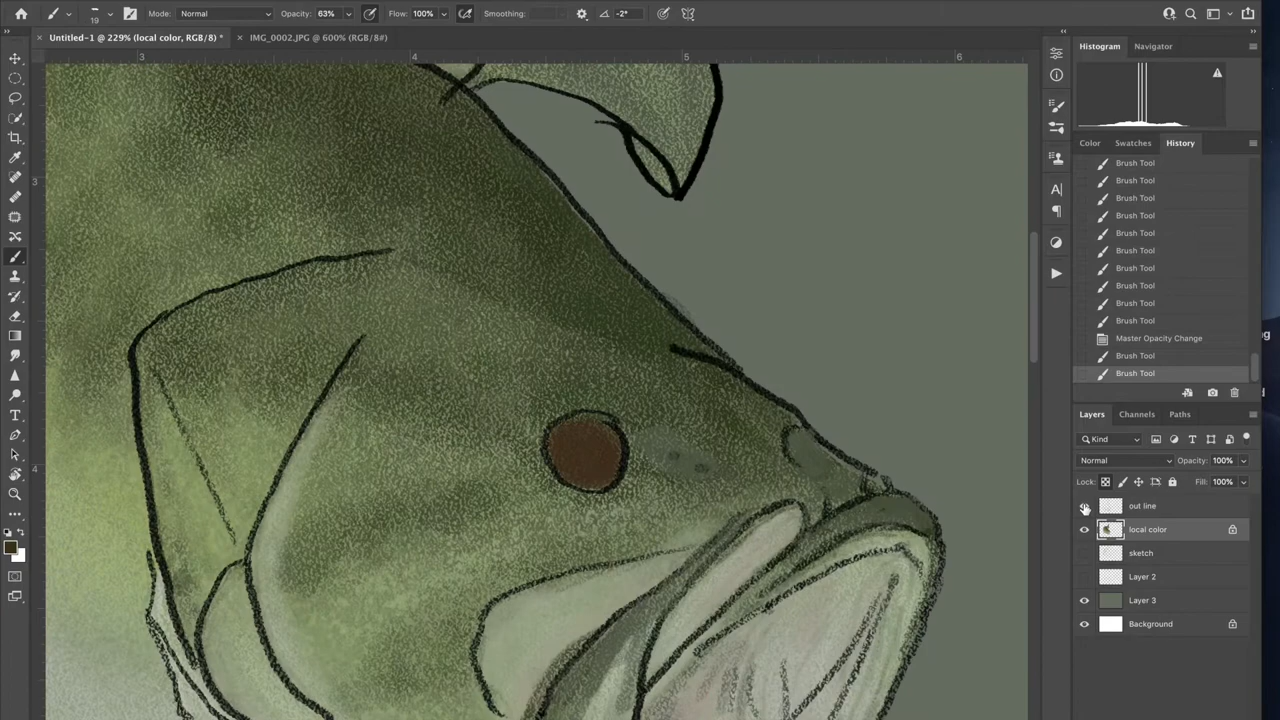 19 Mode: Normal Opacity: 63% Flow: 100% Smoothing: -2°
Untitled-1 @ 229% (local color, RGB/8) * IMG_0002.JPG @ 600% (RGB/8#)
3 4 5 6
3
4
Histogram Navigator
Color Swatches History
Brush Tool
Brush Tool
Brush Tool
Brush Tool
Brush Tool
Brush Tool
Brush Tool
Brush Tool
Brush Tool
Brush Tool
Master Opacity Change
Brush Tool
Brush Tool
Layers Channels Paths
Kind
Normal Opacity: 100%
Lock: Fill: 100%
out line
local color
sketch
Layer 2
Layer 3
Background